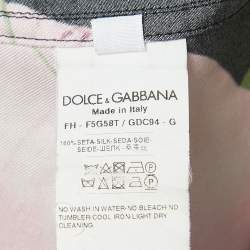 DOLCE & GABBANA
Made in Italy
FH - F5G58T / GDC94 - G
100% SETA-SILK-SEDA-SOIE-
SEIDE-ШЕЛК
NO WASH IN WATER-NO BLEACH NO
TUMBLER-COOL IRON-LIGHT DRY
CLEANING